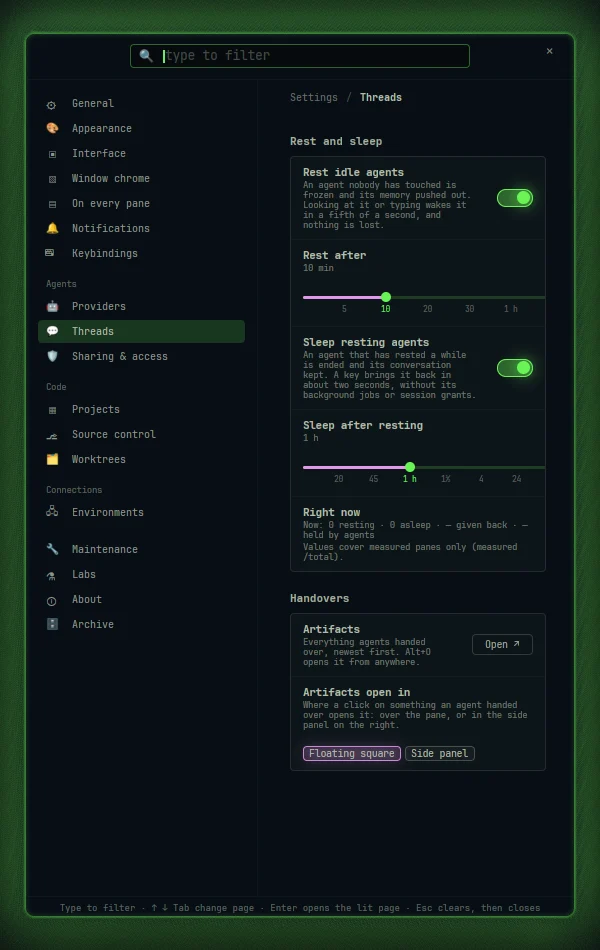 type to filter
×
General
Appearance
Interface
Window chrome
On every pane
Notifications
Keybindings
Agents
Providers
Threads
Sharing & access
Code
Projects
Source control
Worktrees
Connections
Environments
Maintenance
Labs
About
Archive
Settings / Threads
Rest and sleep
Rest idle agents
An agent nobody has touched is
frozen and its memory pushed out.
Looking at it or typing wakes it
in a fifth of a second, and
nothing is lost.
Rest after
10 min
5 10 20 30 1 h
Sleep resting agents
An agent that has rested a while
is ended and its conversation
kept. A key brings it back in
about two seconds, without its
background jobs or session grants.
Sleep after resting
1 h
20 45 1 h 1½ 4 24
Right now
Now: 0 resting · 0 asleep · — given back · —
held by agents
Values cover measured panes only (measured
/total).
Handovers
Artifacts
Everything agents handed
over, newest first. Alt+O
opens it from anywhere.
Open ↗
Artifacts open in
Where a click on something an agent handed
over opens it: over the pane, or in the side
panel on the right.
Floating square Side panel
Type to filter · ↑ ↓ Tab change page · Enter opens the lit page · Esc clears, then closes